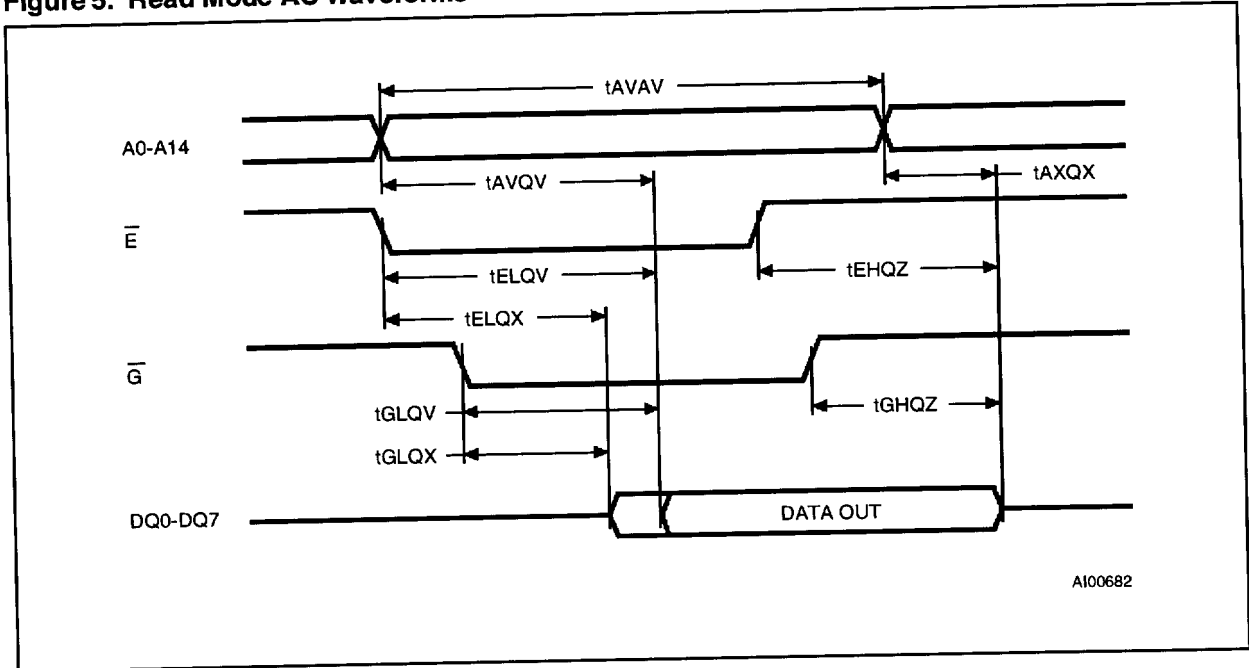 Figure 5. Read Mode AC Waveforms
tAVAV
A0-A14
tAVQV
tAXQX
E
tELQV
tEHQZ
tELQX
G
tGLQV
tGHQZ
tGLQX
DQ0-DQ7
DATA OUT
AI00682